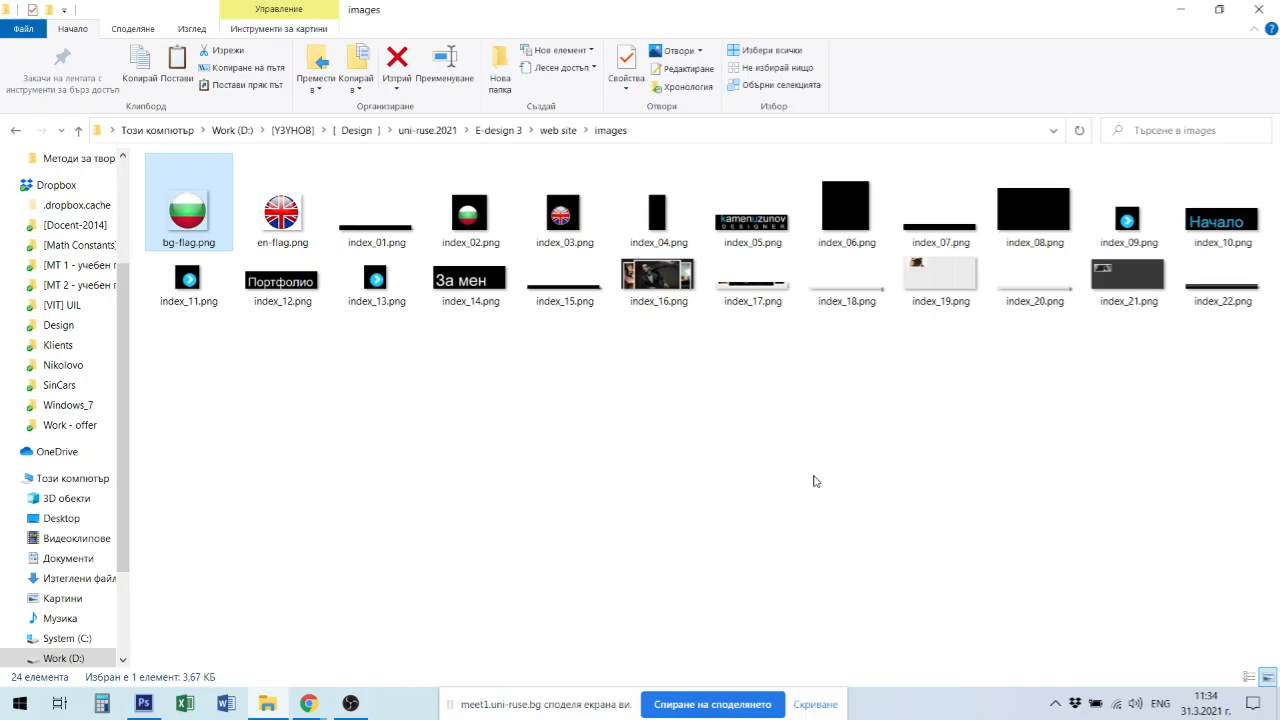 Управление
images
Файл
Начало
Споделяне
Изглед
Инструменти за картини
Закачи на лентата с инструменти за бърз достъп
Копирай
Постави
Изрежи
Копиране на пътя
Постави пряк път
Клипборд
Премести в
Копирай в
Изтрий
Преименуване
Организиране
Нова папка
Нов елемент
Лесен достъп
Създай
Свойства
Отвори
Редактиране
Хронология
Отвори
Избери всички
Не избирай нищо
Обърни селекцията
Избор
Този компютър
Work (D:)
[УЗУНОВ]
[ Design ]
uni-ruse.2021
E-design 3
web site
images
Търсене в images
Методи за твор
Dropbox
.dropbox.cache
[Docent-2014]
[Math Constants]
[MT 1 - учебен г
[MT 2 - учебен г
[VIT] UIL
Design
Klients
Nikolovo
SinCars
Windows_7
Work - offer
OneDrive
Този компютър
3D обекти
Desktop
Видеоклипове
Документи
Изтеглени файл
Картини
Музика
System (C:)
Work (D:)
bg-flag.png
en-flag.png
index_01.png
index_02.png
index_03.png
index_04.png
kamenuzunov
DESIGNER
index_05.png
index_06.png
index_07.png
index_08.png
index_09.png
Начало
index_10.png
index_11.png
Портфолио
index_12.png
index_13.png
За мен
index_14.png
index_15.png
index_16.png
index_17.png
index_18.png
index_19.png
index_20.png
index_21.png
index_22.png
24 елемента
Избран е 1 елемент: 3,67 КБ
Ps
meet1.uni-ruse.bg споделя екрана ви.
Спиране на споделянето
Скриване
ENG
11:34
31.3.2021 г.